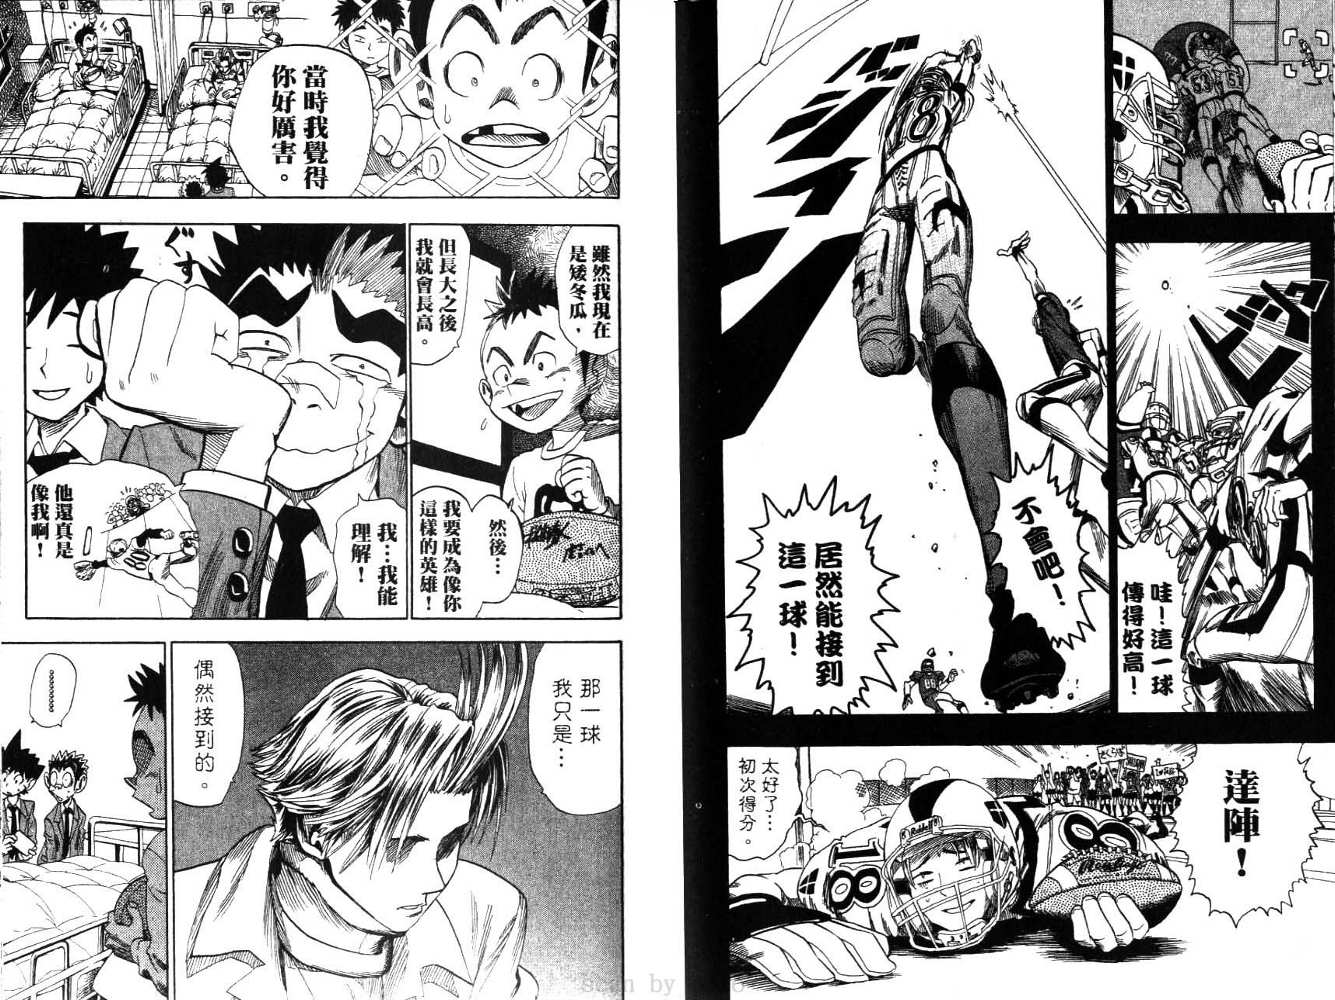 哇！這一球
傳得好高！
不會吧！
居然能接到
這一球！
達陣！
太好了…
初次得分。
當時我覺得
你好厲害。
雖然我現在
是矮冬瓜，
但長大之後
我就會長高。
然後…
我要成為像你
這樣的英雄！
我…我能
理解！
他還真是
像我啊！
那一球
我只是…
偶然接到的。
………
scan by